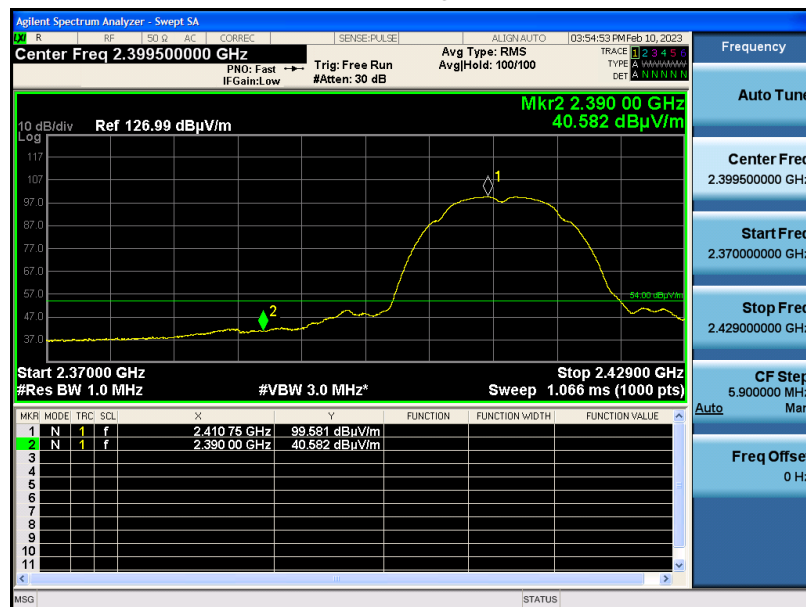 Agilent Spectrum Analyzer - Swept SA
LXI R RF 50 Ω AC CORREC SENSE:PULSE ALIGN AUTO 03:54:53 PM Feb 10, 2023
Center Freq 2.399500000 GHz
PNO: Fast
IFGain:Low
Trig: Free Run
#Atten: 30 dB
Avg Type: RMS
Avg|Hold: 100/100
TRACE 1 2 3 4 5 6
TYPE A
DET A N N N N N
Mkr2 2.390 00 GHz
40.582 dBµV/m
10 dB/div Ref 126.99 dBµV/m
Log
117
107
97.0
87.0
77.0
67.0
57.0
47.0
37.0
1
2
54.00 dBµV/m
Start 2.37000 GHz Stop 2.42900 GHz
#Res BW 1.0 MHz #VBW 3.0 MHz* Sweep 1.066 ms (1000 pts)
MKR MODE TRC SCL X Y FUNCTION FUNCTION WIDTH FUNCTION VALUE
1 N 1 f 2.410 75 GHz 99.581 dBµV/m
2 N 1 f 2.390 00 GHz 40.582 dBµV/m
3
4
5
6
7
8
9
10
11
MSG STATUS
Frequency
Auto Tune
Center Freq
2.399500000 GHz
Start Freq
2.370000000 GHz
Stop Freq
2.429000000 GHz
CF Step
5.900000 MHz
Auto Man
Freq Offset
0 Hz